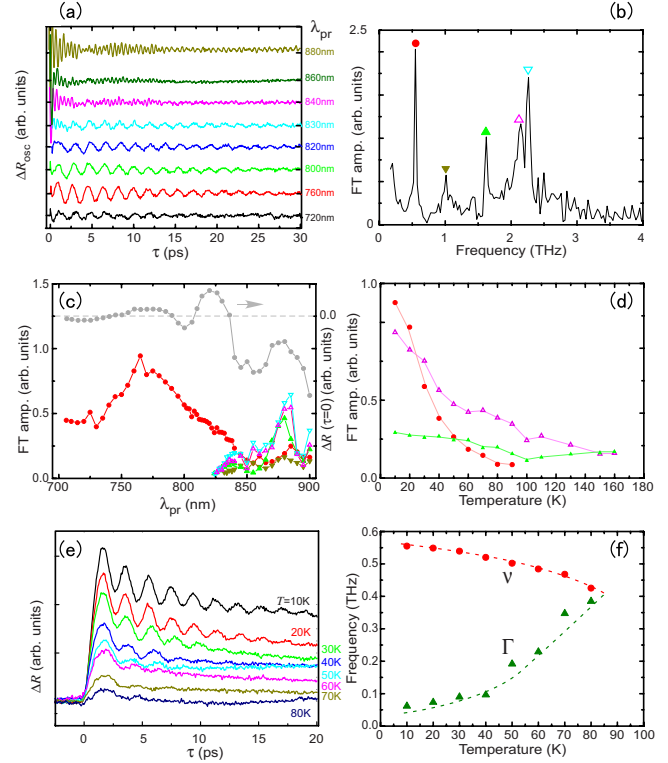 (a)
λpr
880nm
860nm
840nm
830nm
820nm
800nm
760nm
720nm
ΔRosc (arb. units)
0 5 10 15 20 25 30
τ (ps)
(b)
2.5
0
FT amp. (arb. units)
0 1 2 3 4
Frequency (THz)
(c)
1.5
1.0
0.5
0.0
FT amp. (arb. units)
0.0
ΔR (τ=0) (arb. units)
700 750 800 850 900
λpr (nm)
(d)
1.0
0.0
FT amp. (arb. units)
0 20 40 60 80 100 120 140 160 180
Temperature (K)
(e)
T=10K
20K
30K
40K
50K
60K
70K
80K
ΔR (arb. units)
0 5 10 15 20
τ (ps)
(f)
0.6
0.5
0.4
0.3
0.2
0.1
0.0
Frequency (THz)
ν
Γ
0 10 20 30 40 50 60 70 80 90 100
Temperature (K)